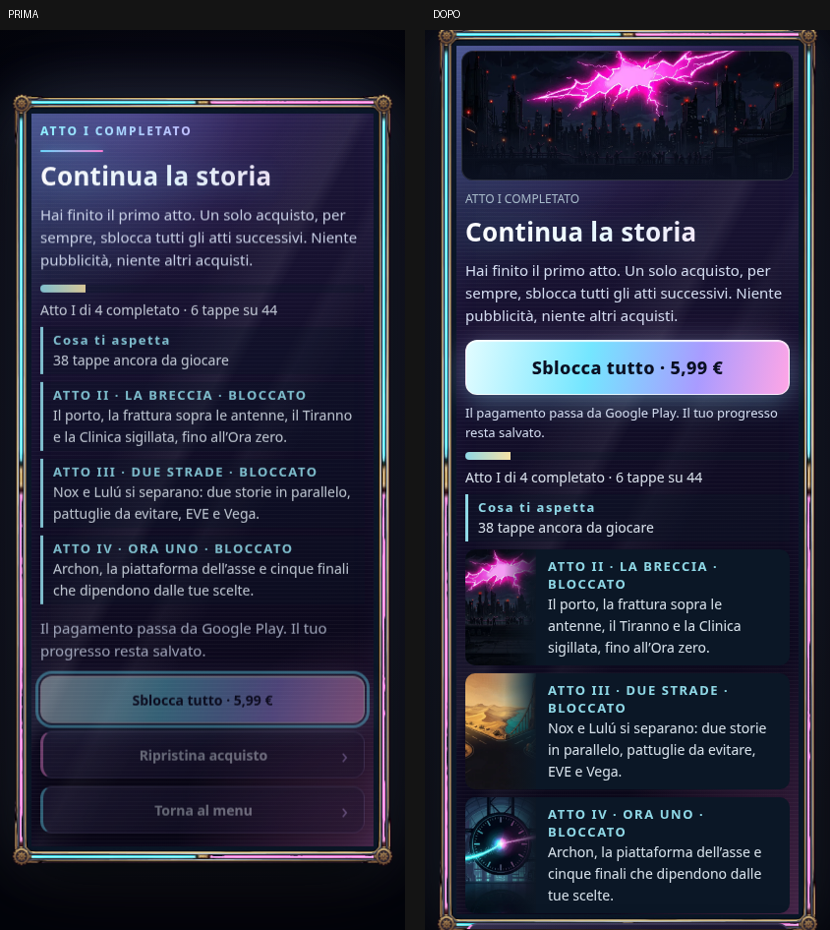 PRIMA
ATTO I COMPLETATO
Continua la storia
Hai finito il primo atto. Un solo acquisto, per
sempre, sblocca tutti gli atti successivi. Niente
pubblicità, niente altri acquisti.
Atto I di 4 completato · 6 tappe su 44
Cosa ti aspetta
38 tappe ancora da giocare
ATTO II · LA BRECCIA · BLOCCATO
Il porto, la frattura sopra le antenne, il Tiranno
e la Clinica sigillata, fino all’Ora zero.
ATTO III · DUE STRADE · BLOCCATO
Nox e Lulú si separano: due storie in parallelo,
pattuglie da evitare, EVE e Vega.
ATTO IV · ORA UNO · BLOCCATO
Archon, la piattaforma dell’asse e cinque finali
che dipendono dalle tue scelte.
Il pagamento passa da Google Play. Il tuo
progresso resta salvato.
Sblocca tutto · 5,99 €
Ripristina acquisto ›
Torna al menu ›
DOPO
ATTO I COMPLETATO
Continua la storia
Hai finito il primo atto. Un solo acquisto, per
sempre, sblocca tutti gli atti successivi. Niente
pubblicità, niente altri acquisti.
Sblocca tutto · 5,99 €
Il pagamento passa da Google Play. Il tuo progresso
resta salvato.
Atto I di 4 completato · 6 tappe su 44
Cosa ti aspetta
38 tappe ancora da giocare
ATTO II · LA BRECCIA ·
BLOCCATO
Il porto, la frattura sopra le
antenne, il Tiranno e la Clinica
sigillata, fino all’Ora zero.
ATTO III · DUE STRADE ·
BLOCCATO
Nox e Lulú si separano: due storie
in parallelo, pattuglie da evitare,
EVE e Vega.
ATTO IV · ORA UNO ·
BLOCCATO
Archon, la piattaforma dell’asse e
cinque finali che dipendono dalle
tue scelte.